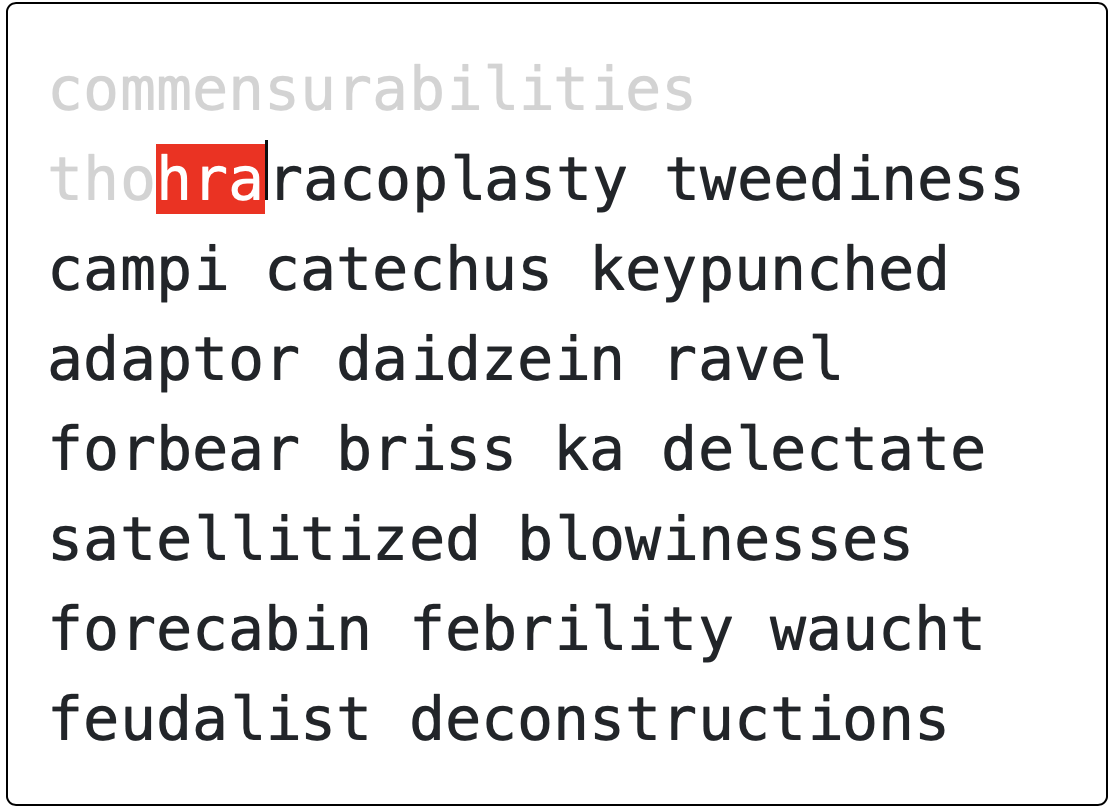 commensurabilities
thohraracoplasty tweediness
campi catechus keypunched
adaptor daidzein ravel
forbear briss ka delectate
satellitized blowinesses
forecabin febrility waucht
feudalist deconstructions